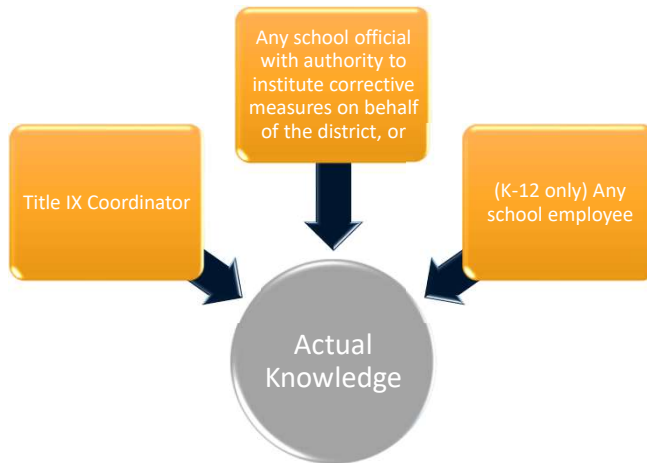 Any school official
with authority to
institute corrective
measures on behalf
of the district, or
Title IX Coordinator
(K-12 only) Any
school employee
Actual
Knowledge